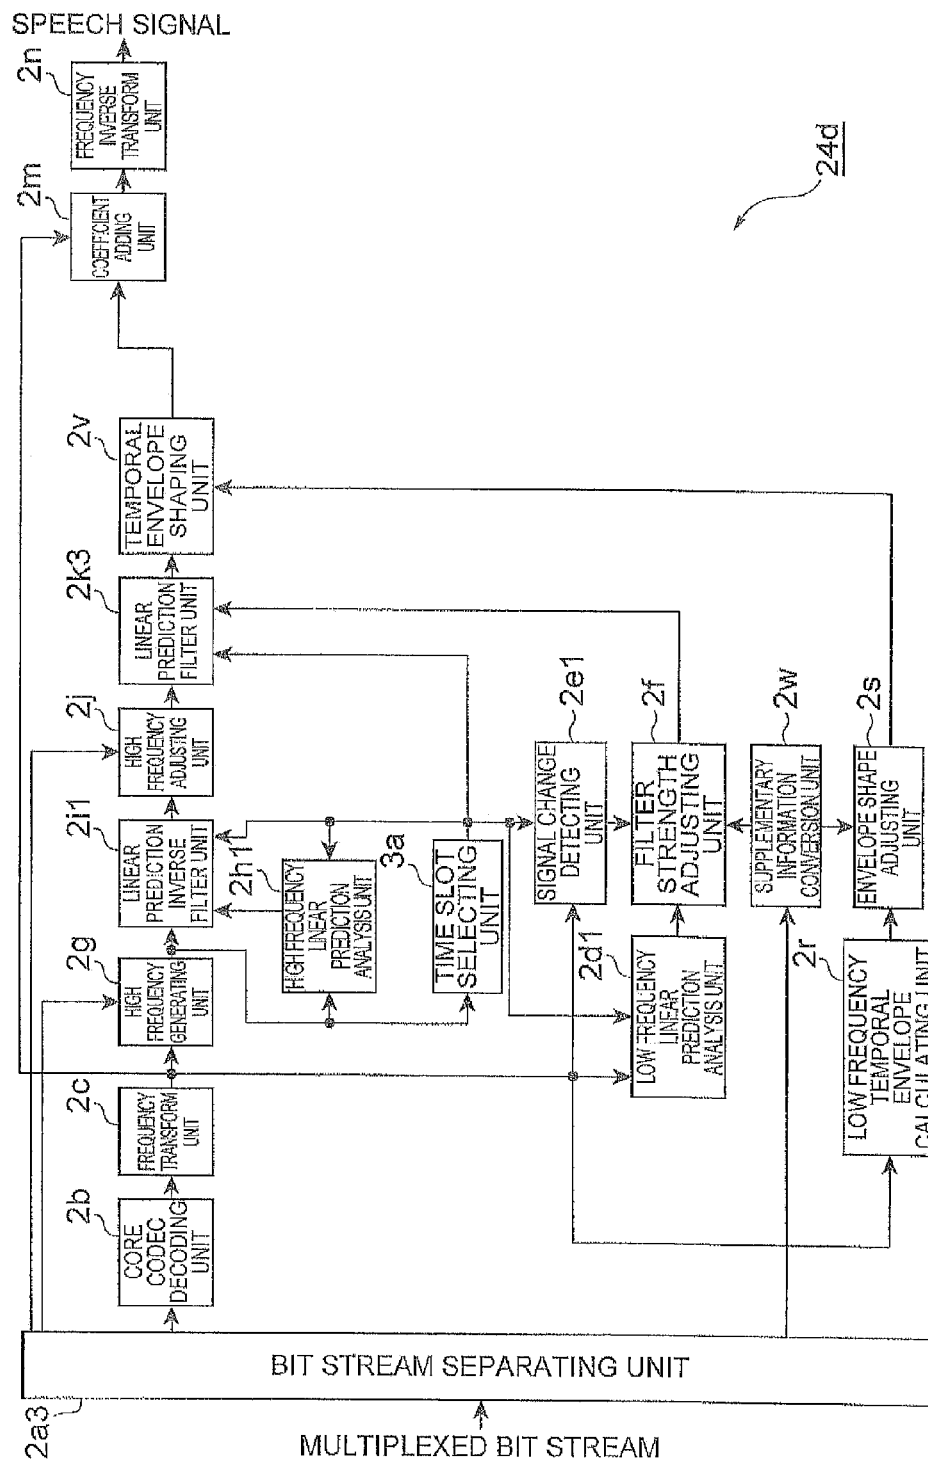 SPEECH SIGNAL
2n
FREQUENCY
INVERSE
TRANSFORM
UNIT
2m
COEFFICIENT
ADDING
UNIT
24d
2v
TEMPORAL
ENVELOPE
SHAPING
UNIT
2k3
LINEAR
PREDICTION
FILTER UNIT
2j
HIGH
FREQUENCY
ADJUSTING
UNIT
2i1
LINEAR
PREDICTION
INVERSE
FILTER UNIT
2h1
HIGH FREQUENCY
LINEAR
PREDICTION
ANALYSIS UNIT
3a
TIME SLOT
SELECTING
UNIT
2e1
SIGNAL CHANGE
DETECTING
UNIT
2f
FILTER
STRENGTH
ADJUSTING
UNIT
2w
SUPPLEMENTARY
INFORMATION
CONVERSION UNIT
2s
ENVELOPE SHAPE
ADJUSTING
UNIT
2g
HIGH
FREQUENCY
GENERATING
UNIT
2d1
LOW FREQUENCY
LINEAR
PREDICTION
ANALYSIS UNIT
2r
LOW FREQUENCY
TEMPORAL
ENVELOPE
CALCULATING UNIT
2c
FREQUENCY
TRANSFORM
UNIT
2b
CORE
CODEC
DECODING
UNIT
BIT STREAM SEPARATING UNIT
2a3
MULTIPLEXED BIT STREAM